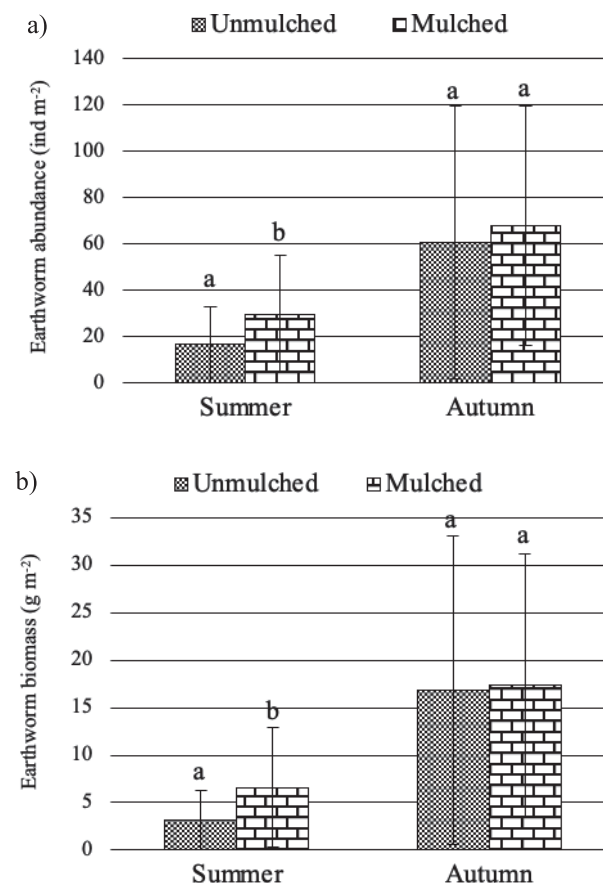 a)
Unmulched Mulched
Earthworm abundance (ind m⁻²)
140
120
100
80
60
40
20
0
a
b
a
a
Summer Autumn
b)
Unmulched Mulched
Earthworm biomass (g m⁻²)
35
30
25
20
15
10
5
0
a
b
a
a
Summer Autumn